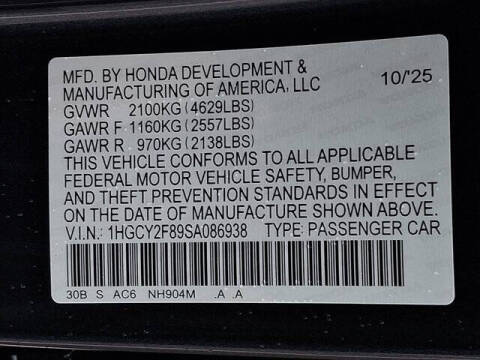 MFD. BY HONDA DEVELOPMENT &
MANUFACTURING OF AMERICA, LLC 10/'25
GVWR 2100KG (4629LBS)
GAWR F 1160KG (2557LBS)
GAWR R 970KG (2138LBS)
THIS VEHICLE CONFORMS TO ALL APPLICABLE
FEDERAL MOTOR VEHICLE SAFETY, BUMPER,
AND THEFT PREVENTION STANDARDS IN EFFECT
ON THE DATE OF MANUFACTURE SHOWN ABOVE.
V.I.N.: 1HGCY2F89SA086938 TYPE: PASSENGER CAR
30B S AC6 NH904M .A .A